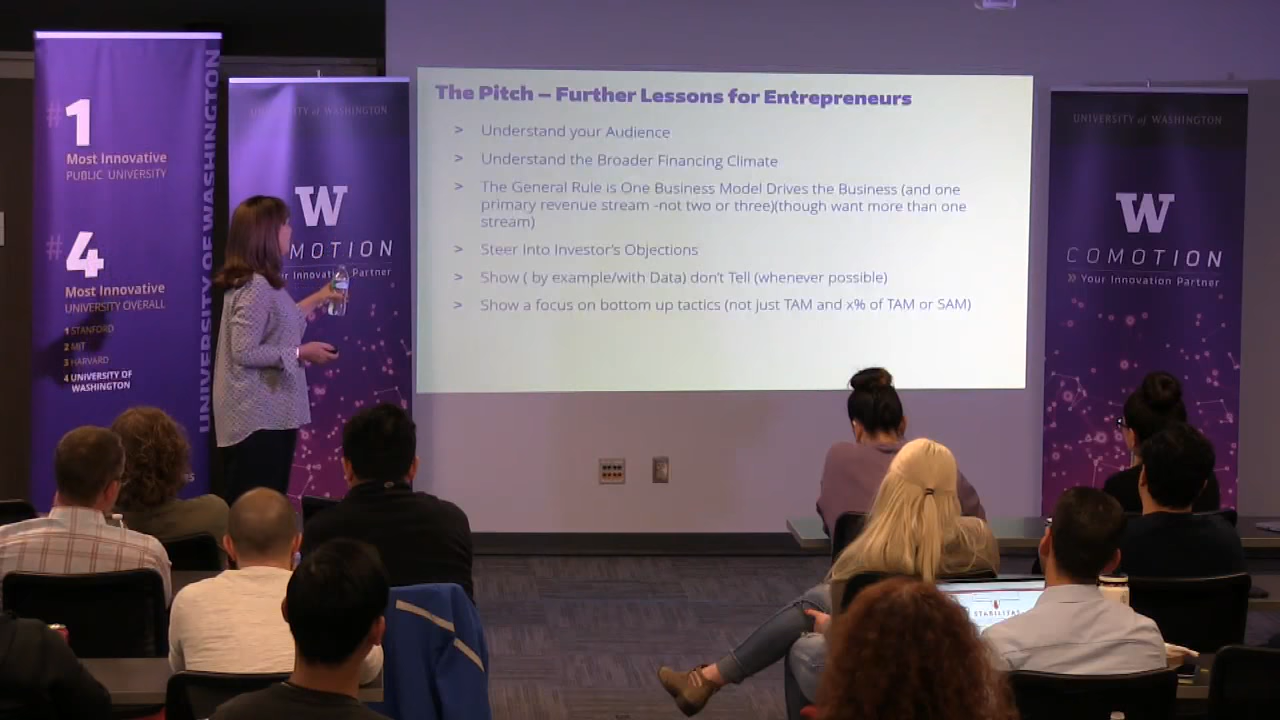 #1
Most Innovative
PUBLIC UNIVERSITY
#4
Most Innovative
UNIVERSITY OVERALL
1 STANFORD
2 MIT
3 HARVARD
4 UNIVERSITY OF
WASHINGTON
UNIVERSITY OF WASHINGTON
UNIVERSITY of WASHINGTON
W
MOTION
Partner
The Pitch – Further Lessons for Entrepreneurs
> Understand your Audience
> Understand the Broader Financing Climate
> The General Rule is One Business Model Drives the Business (and one
primary revenue stream -not two or three)(though want more than one
stream)
> Steer into Investor's Objections
> Show ( by example/with Data) don't Tell (whenever possible)
> Show a focus on bottom up tactics (not just TAM and x% of TAM or SAM)
UNIVERSITY of WASHINGTON
W
COMOTION
» Your Innovation Partner